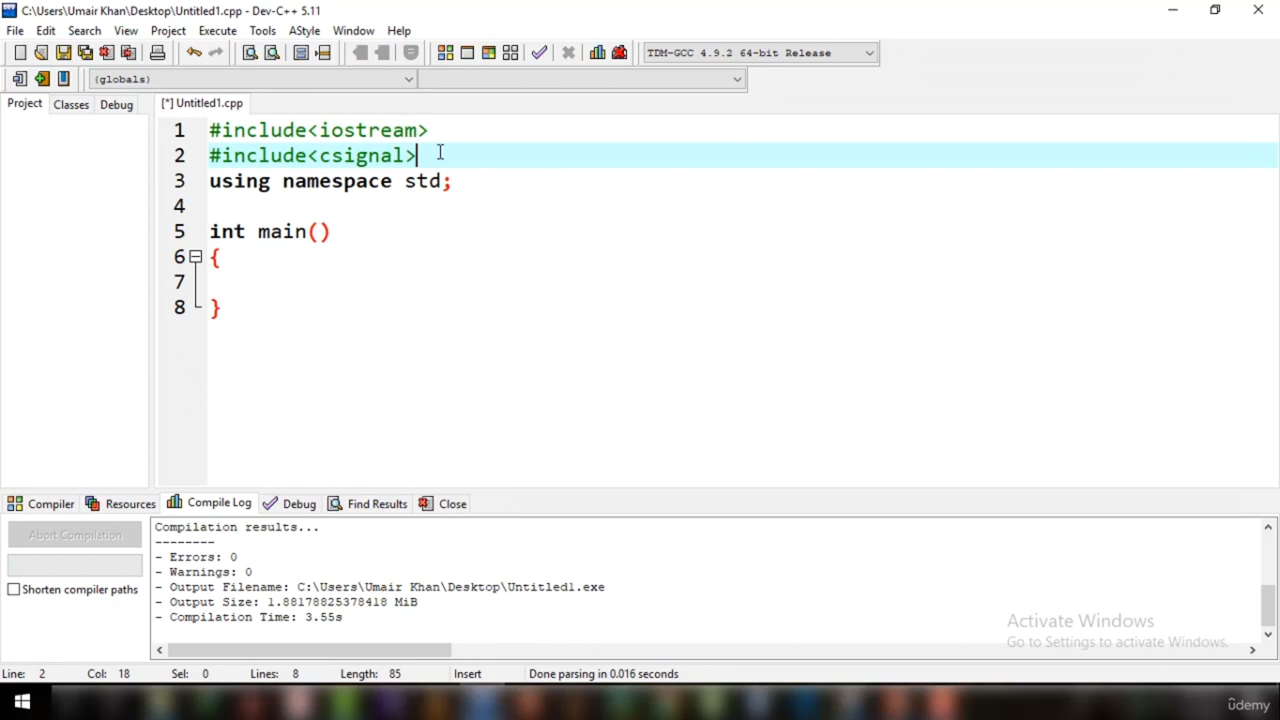 C:\Users\Umair Khan\Desktop\Untitled1.cpp - Dev-C++ 5.11
File Edit Search View Project Execute Tools AStyle Window Help
TDM-GCC 4.9.2 64-bit Release
(globals)
Project Classes Debug [*] Untitled1.cpp
1 #include<iostream>
2 #include<csignal>
3 using namespace std;
4
5 int main()
6 {
7
8 }
Compiler Resources Compile Log Debug Find Results Close
Abort Compilation
Shorten compiler paths
Compilation results...
--------
- Errors: 0
- Warnings: 0
- Output Filename: C:\Users\Umair Khan\Desktop\Untitled1.exe
- Output Size: 1.88178825378418 MiB
- Compilation Time: 3.55s
Activate Windows
Go to Settings to activate Windows.
Line: 2 Col: 18 Sel: 0 Lines: 8 Length: 85 Insert Done parsing in 0.016 seconds
ûdemy